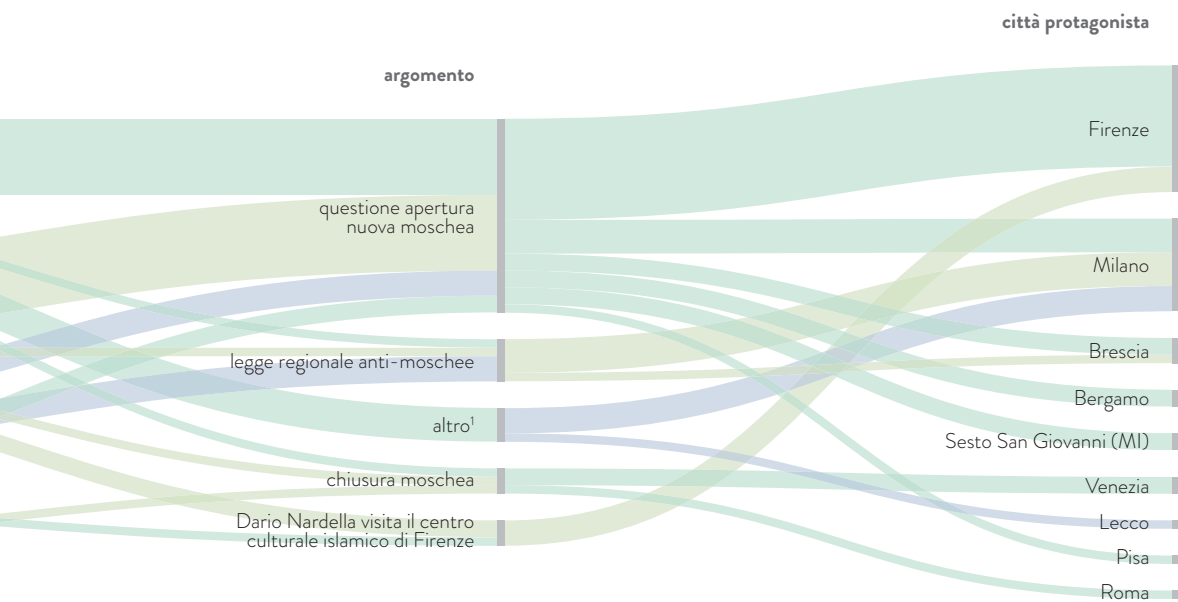 città protagonista
argomento
Firenze
questione apertura
nuova moschea
Milano
Brescia
legge regionale anti-moschee
Bergamo
altro¹
Sesto San Giovanni (MI)
chiusura moschea
Venezia
Dario Nardella visita il centro
culturale islamico di Firenze
Lecco
Pisa
Roma